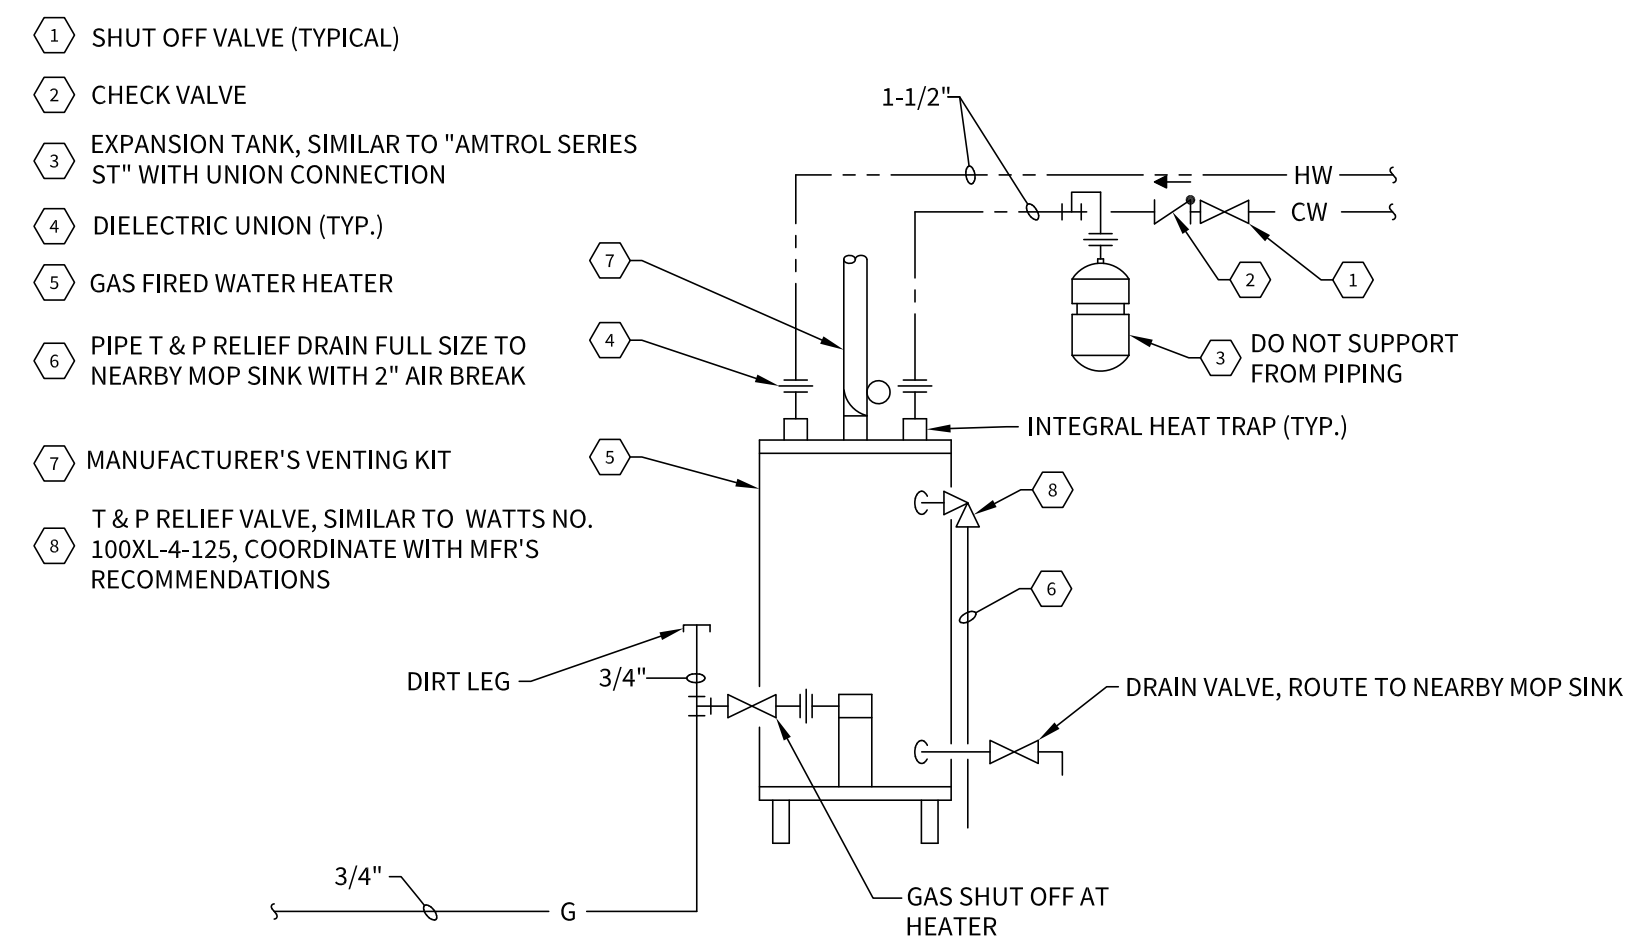 1 SHUT OFF VALVE (TYPICAL)
2 CHECK VALVE
3 EXPANSION TANK, SIMILAR TO "AMTROL SERIES
ST" WITH UNION CONNECTION
4 DIELECTRIC UNION (TYP.)
5 GAS FIRED WATER HEATER
6 PIPE T & P RELIEF DRAIN FULL SIZE TO
NEARBY MOP SINK WITH 2" AIR BREAK
7 MANUFACTURER'S VENTING KIT
8 T & P RELIEF VALVE, SIMILAR TO WATTS NO.
100XL-4-125, COORDINATE WITH MFR'S
RECOMMENDATIONS
1-1/2"
HW
CW
7
2
1
4
3
DO NOT SUPPORT
FROM PIPING
INTEGRAL HEAT TRAP (TYP.)
5
8
6
DIRT LEG
3/4"
DRAIN VALVE, ROUTE TO NEARBY MOP SINK
3/4"
G
GAS SHUT OFF AT
HEATER